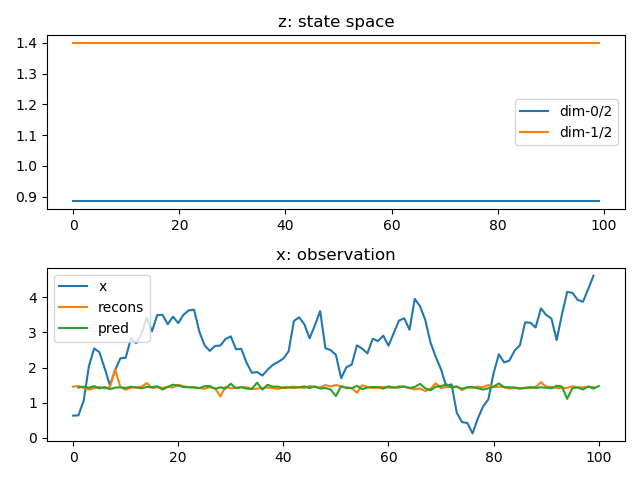 z: state space
1.4
1.3
1.2
1.1
1.0
0.9
dim-0/2
dim-1/2
0 20 40 60 80 100
x: observation
4
3
2
1
0
x
recons
pred
0 20 40 60 80 100